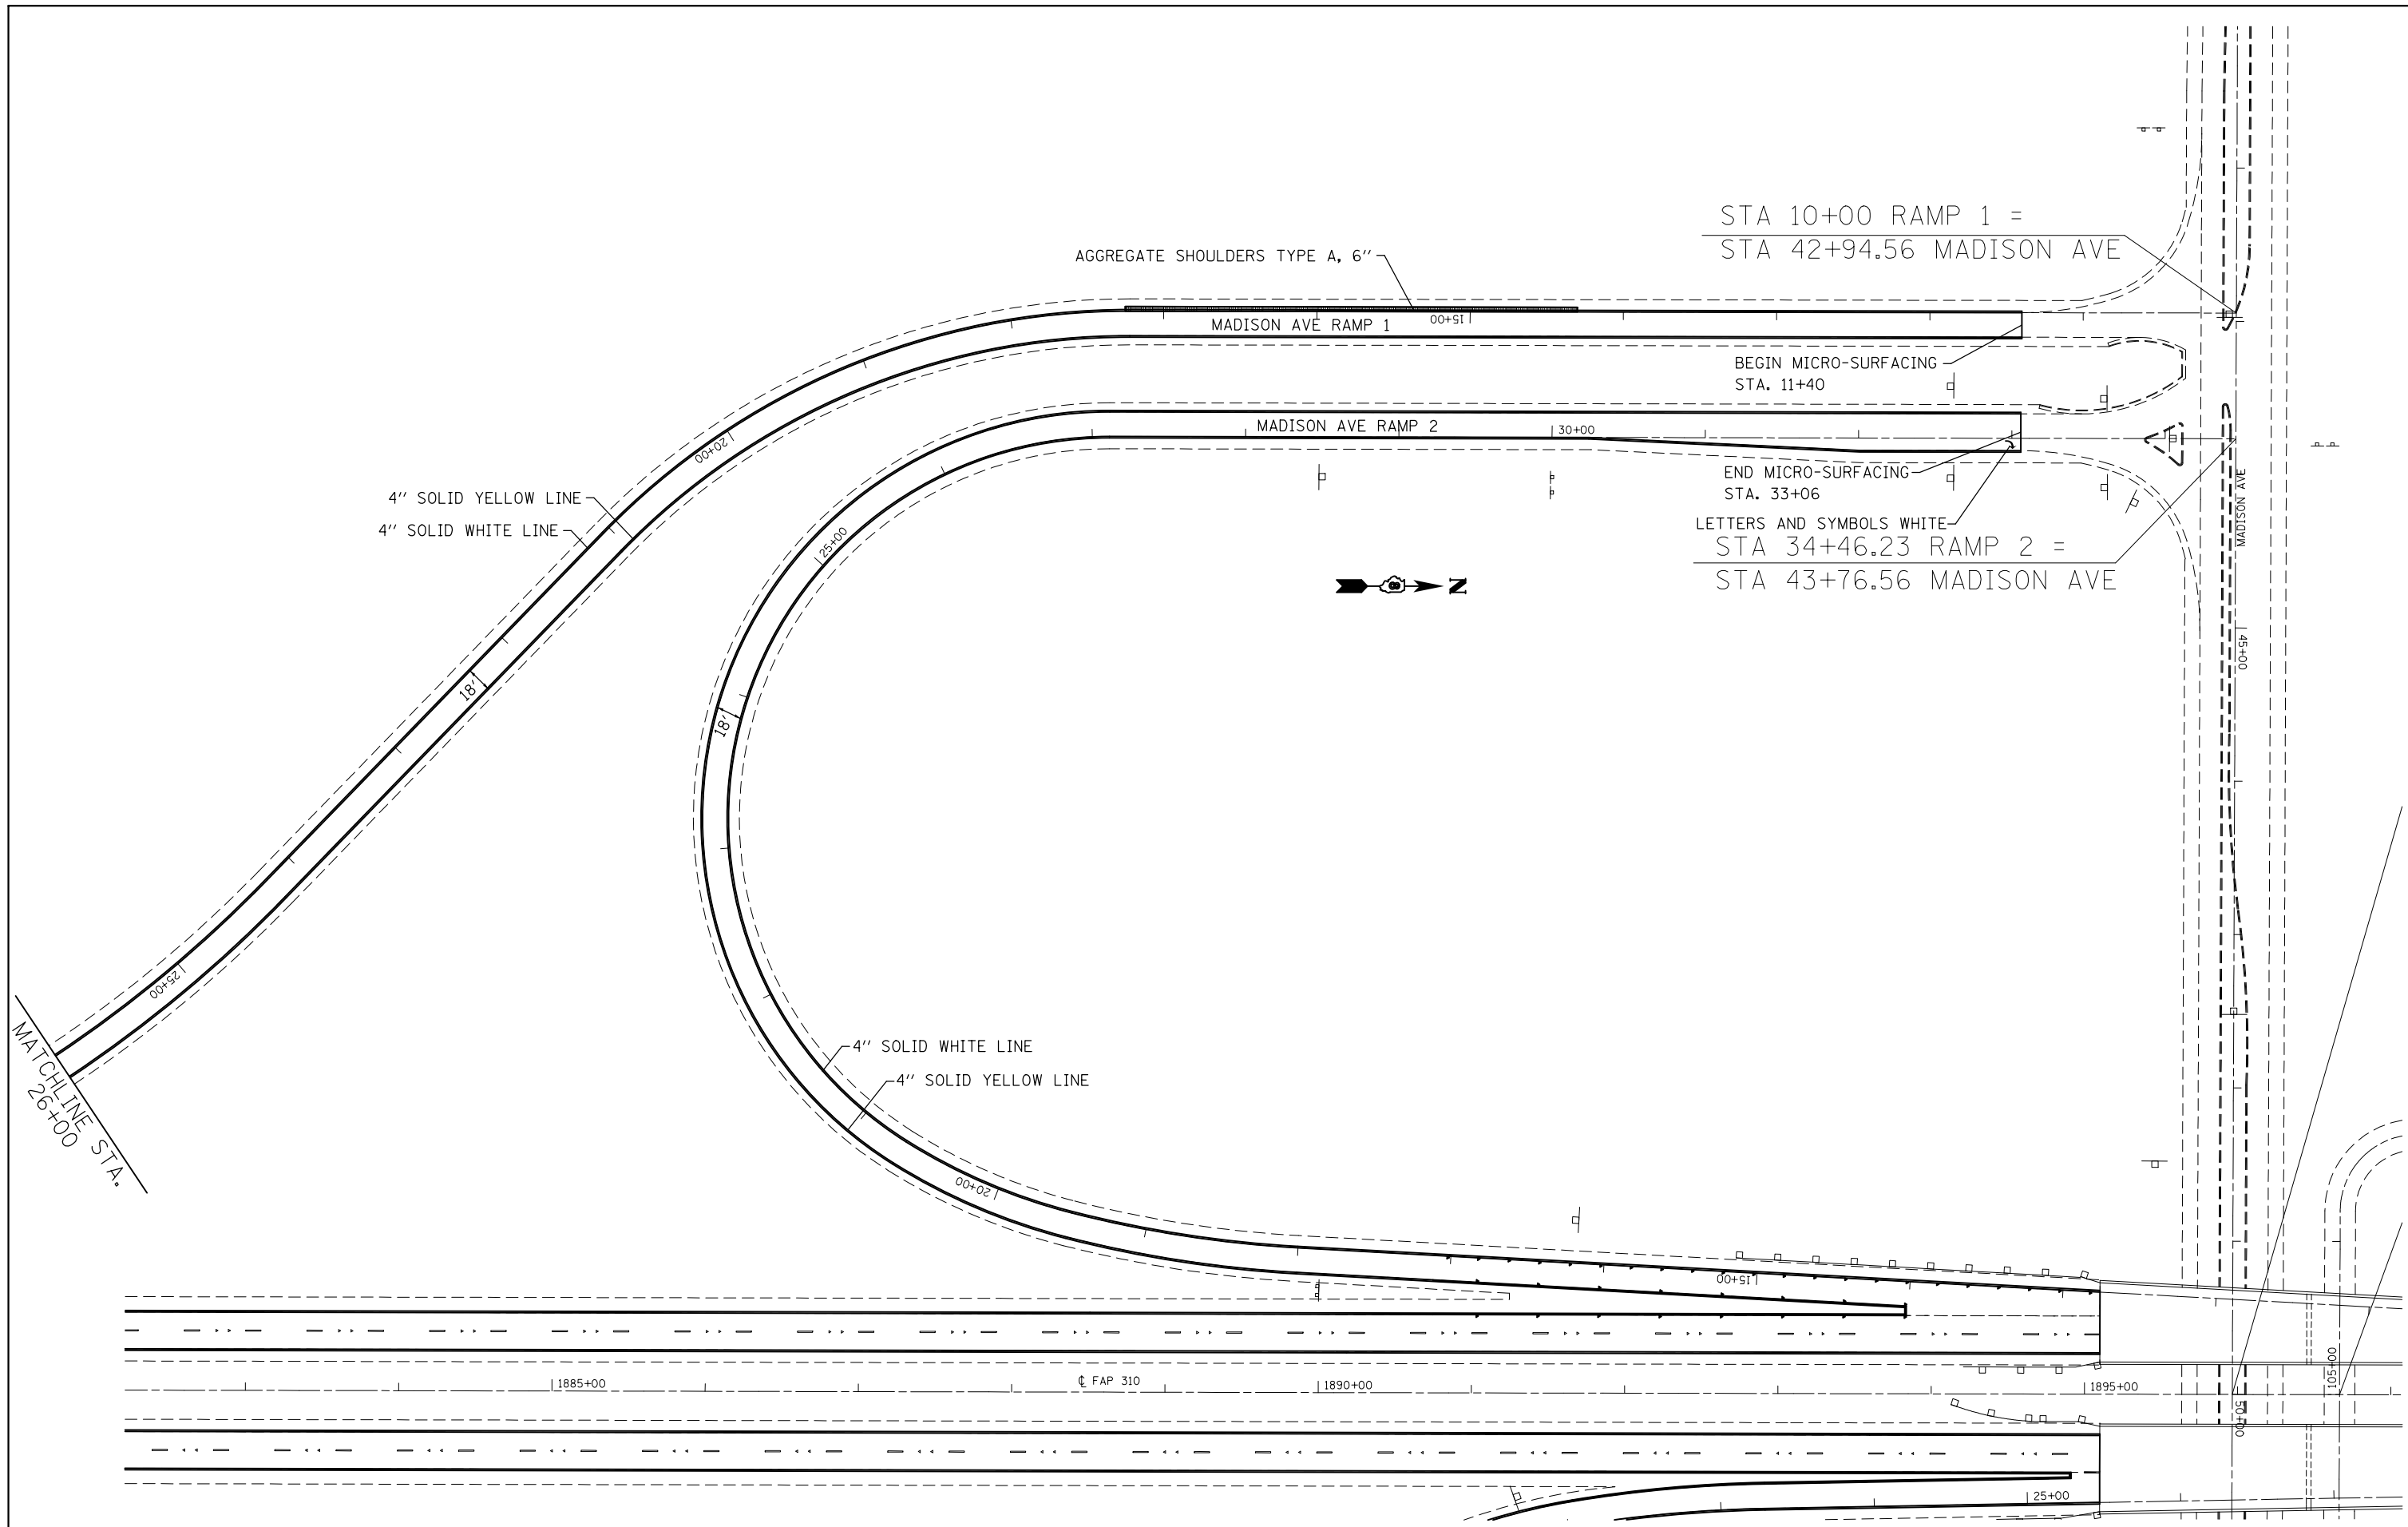 STA 10+00 RAMP 1 =
STA 42+94.56 MADISON AVE
AGGREGATE SHOULDERS TYPE A, 6"
15+00
MADISON AVE RAMP 1
BEGIN MICRO-SURFACING
STA. 11+40
MADISON AVE RAMP 2
30+00
20+00
END MICRO-SURFACING
STA. 33+06
4" SOLID YELLOW LINE
4" SOLID WHITE LINE
LETTERS AND SYMBOLS WHITE
STA 34+46.23 RAMP 2 =
STA 43+76.56 MADISON AVE
MADISON AVE
25+00
N
45+00
18'
18'
25+00
MATCHLINE STA.
26+00
4" SOLID WHITE LINE
4" SOLID YELLOW LINE
20+00
15+00
1885+00
℄ FAP 310
1890+00
1895+00
105+00
50+00
25+00